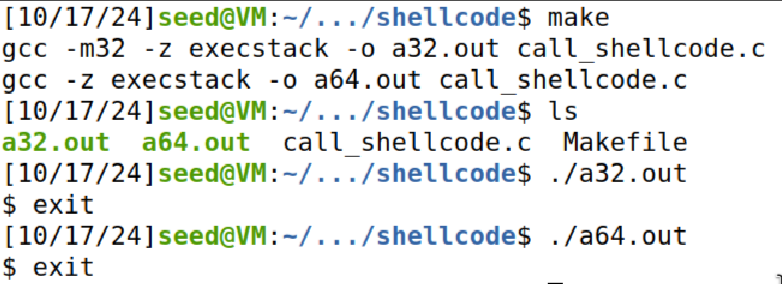 [10/17/24]seed@VM:~/.../shellcode$ make
gcc -m32 -z execstack -o a32.out call_shellcode.c
gcc -z execstack -o a64.out call_shellcode.c
[10/17/24]seed@VM:~/.../shellcode$ ls
a32.out  a64.out  call_shellcode.c  Makefile
[10/17/24]seed@VM:~/.../shellcode$ ./a32.out
$ exit
[10/17/24]seed@VM:~/.../shellcode$ ./a64.out
$ exit